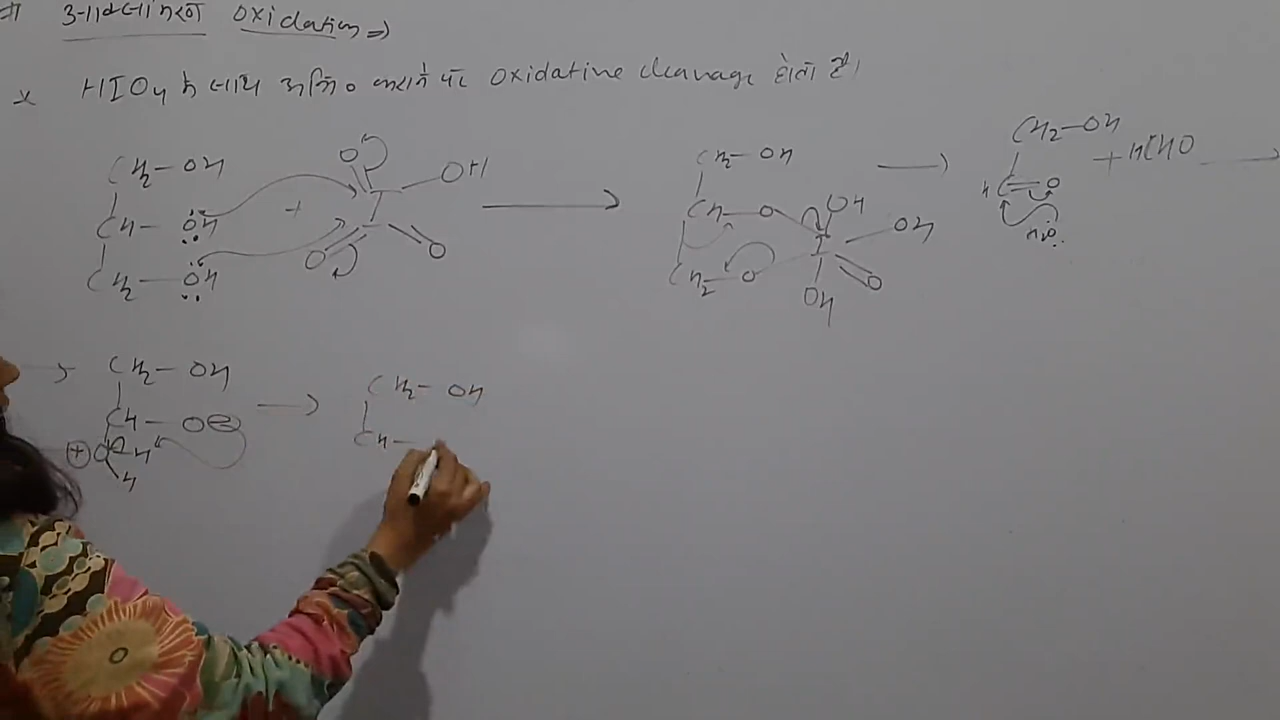 oxidation ⇒
x HIO4 के साथ अभि० कराने पर oxidative cleavage होता है।
CH2-OH
CH-OH
CH2-OH
+
O
I
OH
O
O
→
CH2-OH
CH-O
CH2-O
I
OH
OH
OH
O
→
CH2-OH
H C=O
H2O
+ HCHO →
→ CH2-OH
CH-O⊖
⊕ O-H
H
→
CH2-OH
CH-